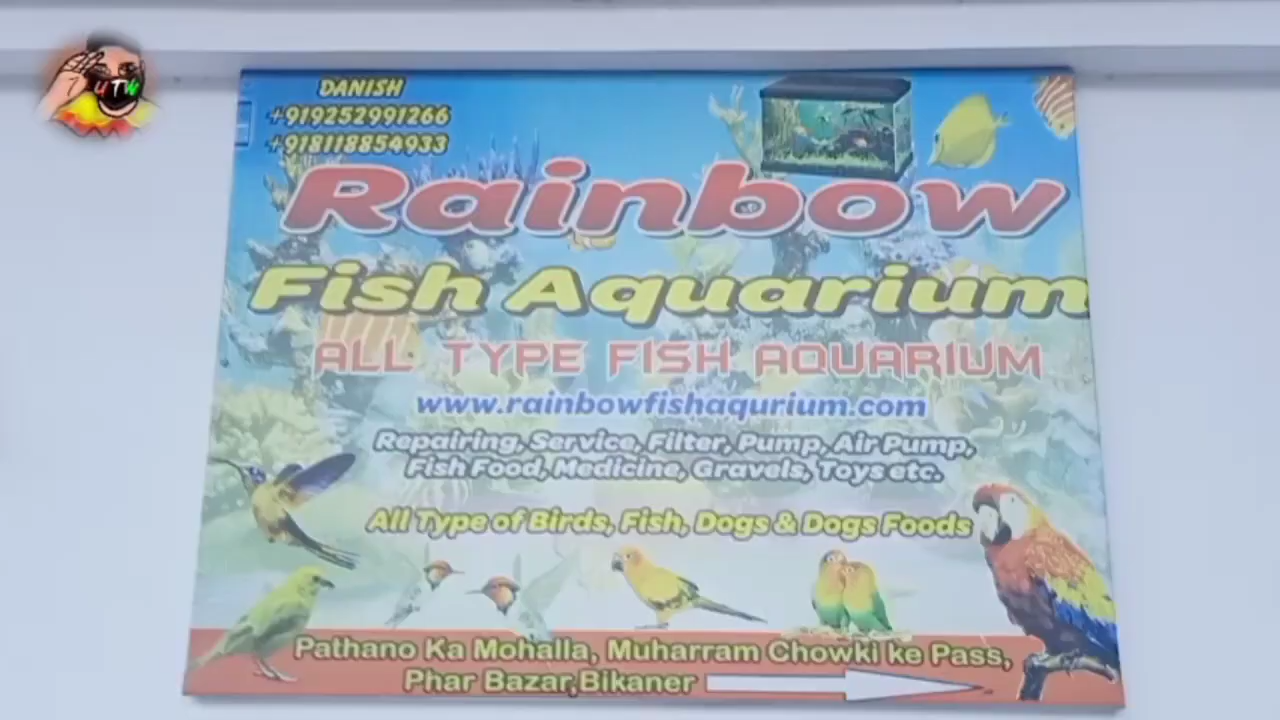 UTW
DANISH
+919252991266
+918118854933
Rainbow
Fish Aquarium
ALL TYPE FISH AQUARIUM
www.rainbowfishaqurium.com
Repairing, Service, Filter, Pump, Air Pump,
Fish Food, Medicine, Gravels, Toys etc.
All Type of Birds, Fish, Dogs & Dogs Foods
Pathano Ka Mohalla, Muharram Chowki ke Pass,
Phar Bazar,Bikaner